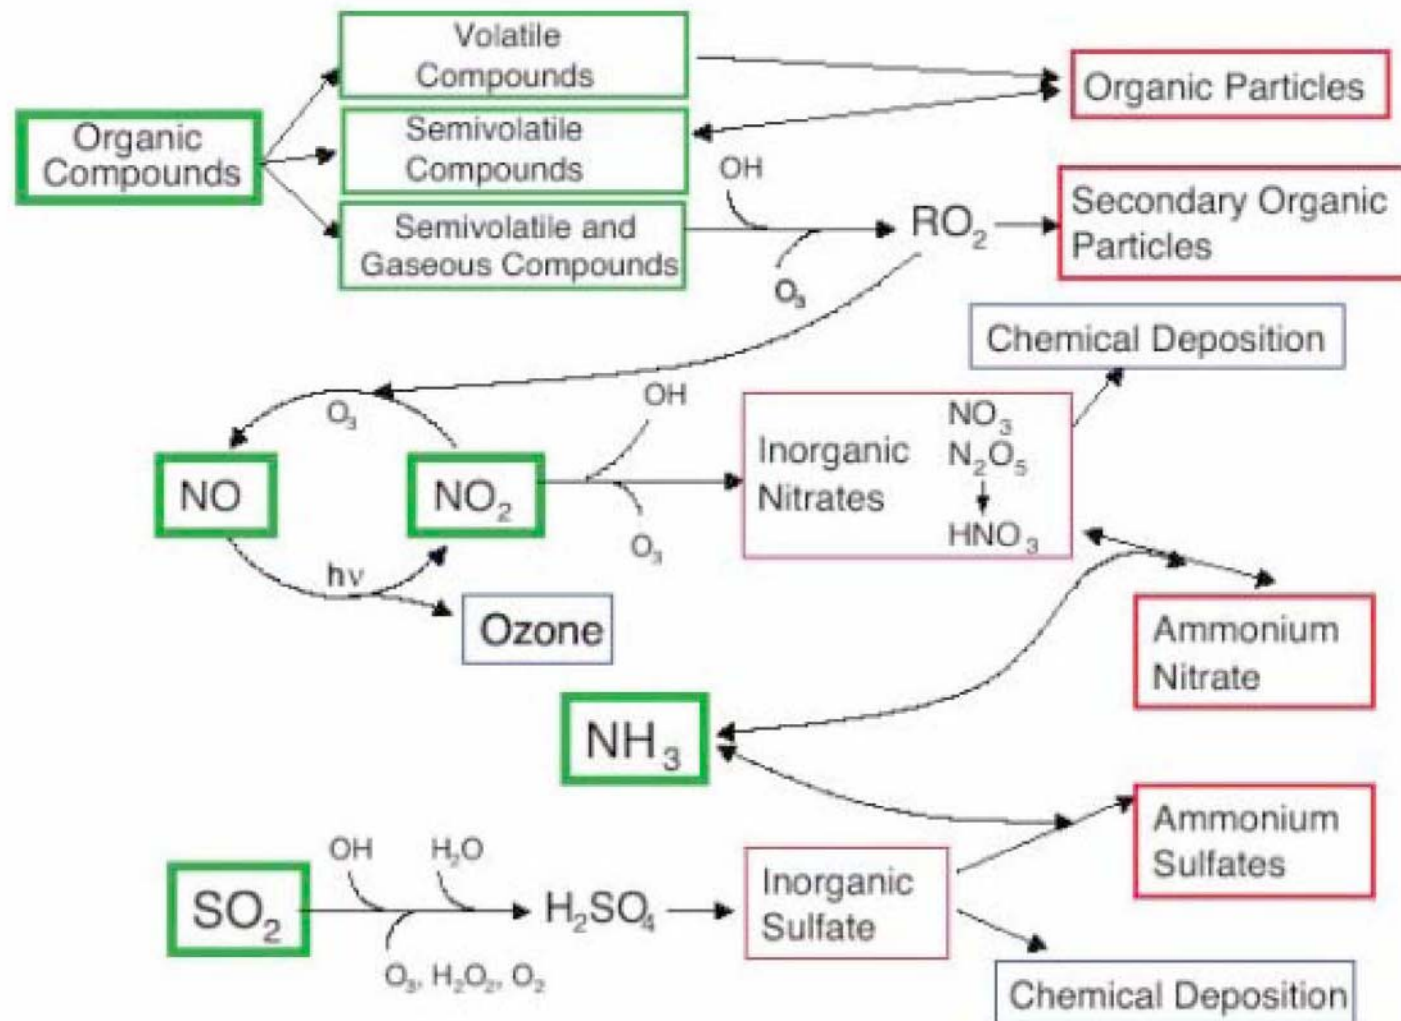 Volatile
Compounds
Organic Particles
Organic
Compounds
Semivolatile
Compounds
OH
Semivolatile and
Gaseous Compounds
RO₂
Secondary Organic
Particles
O₃
Chemical Deposition
O₃
OH
NO
NO₂
Inorganic
Nitrates
NO₃
N₂O₅
HNO₃
O₃
hν
Ozone
Ammonium
Nitrate
NH₃
Ammonium
Sulfates
OH
H₂O
SO₂
H₂SO₄
Inorganic
Sulfate
O₃, H₂O₂, O₂
Chemical Deposition